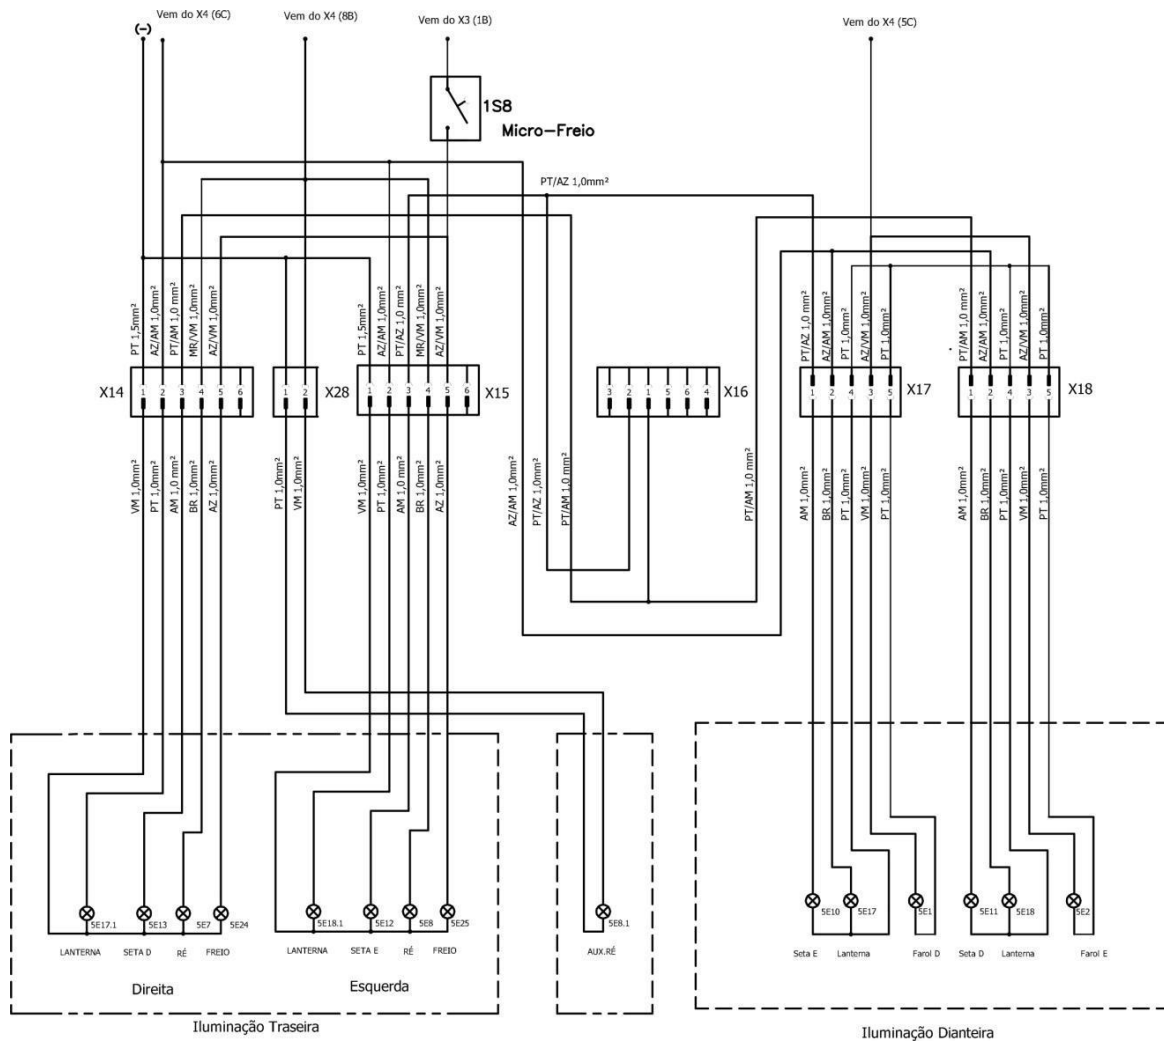 Vem do X4 (6C)
Vem do X4 (8B)
Vem do X3 (1B)
Vem do X4 (5C)
(-)
1S8
Micro-Freio
PT/AZ 1,0mm²
PT 1,5mm²
AZ/AM 1,0mm²
PT/AM 1,0 mm²
MR/VM 1,0mm²
AZ/VM 1,0mm²
PT 1,5mm²
AZ/AM 1,0mm²
PT/AZ 1,0 mm²
MR/VM 1,0mm²
AZ/VM 1,0mm²
PT/AZ 1,0 mm²
AZ/AM 1,0mm²
PT 1,0mm²
AZ/VM 1,0mm²
PT 1,0mm²
PT/AM 1,0 mm²
AZ/AM 1,0mm²
PT 1,0mm²
AZ/VM 1,0mm²
PT 1,0mm²
X14
1 2 3 4 5 6
1 2
X28
1 2 3 4 5 6
X15
3 2 1 5 6 4
X16
1 2 4 3 5
X17
1 2 4 3 5
X18
VM 1,0mm²
PT 1,0mm²
AM 1,0 mm²
BR 1,0mm²
AZ 1,0mm²
PT 1,0mm²
VM 1,0mm²
VM 1,0mm²
PT 1,0mm²
AM 1,0 mm²
BR 1,0mm²
AZ 1,0mm²
AZ/AM 1,0mm²
PT/AZ 1,0mm²
PT/AM 1,0 mm²
PT/AM 1,0 mm²
AM 1,0mm²
BR 1,0mm²
PT 1,0mm²
VM 1,0mm²
PT 1,0mm²
AM 1,0mm²
BR 1,0mm²
PT 1,0mm²
VM 1,0mm²
PT 1,0mm²
5E17.1
5E13
5E7
5E24
5E18.1
5E12
5E8
5E25
5E8.1
5E10
5E17
5E1
5E11
5E18
5E2
LANTERNA
SETA D
RÉ
FREIO
LANTERNA
SETA E
RÉ
FREIO
AUX.RÉ
Seta E
Lanterna
Farol D
Seta D
Lanterna
Farol E
Direita
Esquerda
Iluminação Traseira
Iluminação Dianteira